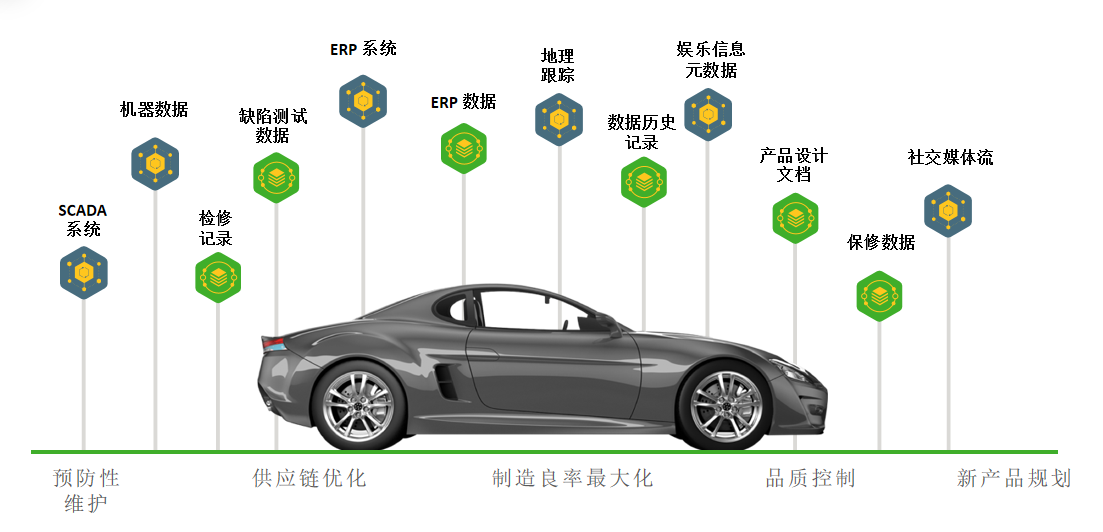 ERP 系统
地理
跟踪
娱乐信息
元数据
机器数据
缺陷测试
数据
ERP 数据
数据历史
记录
产品设计
文档
社交媒体流
SCADA
系统
检修
记录
保修数据
预防性
维护
供应链优化
制造良率最大化
品质控制
新产品规划